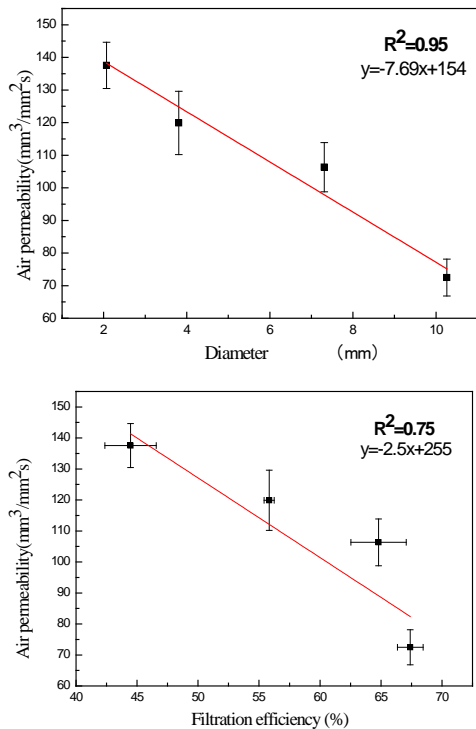 150
140
130
120
110
100
90
80
70
60
Air permeability(mm³/mm²s)
R²=0.95
y=-7.69x+154
2 4 6 8 10
Diameter (mm)
150
140
130
120
110
100
90
80
70
60
Air permeability(mm³/mm²s)
R²=0.75
y=-2.5x+255
40 45 50 55 60 65 70
Filtration efficiency (%)